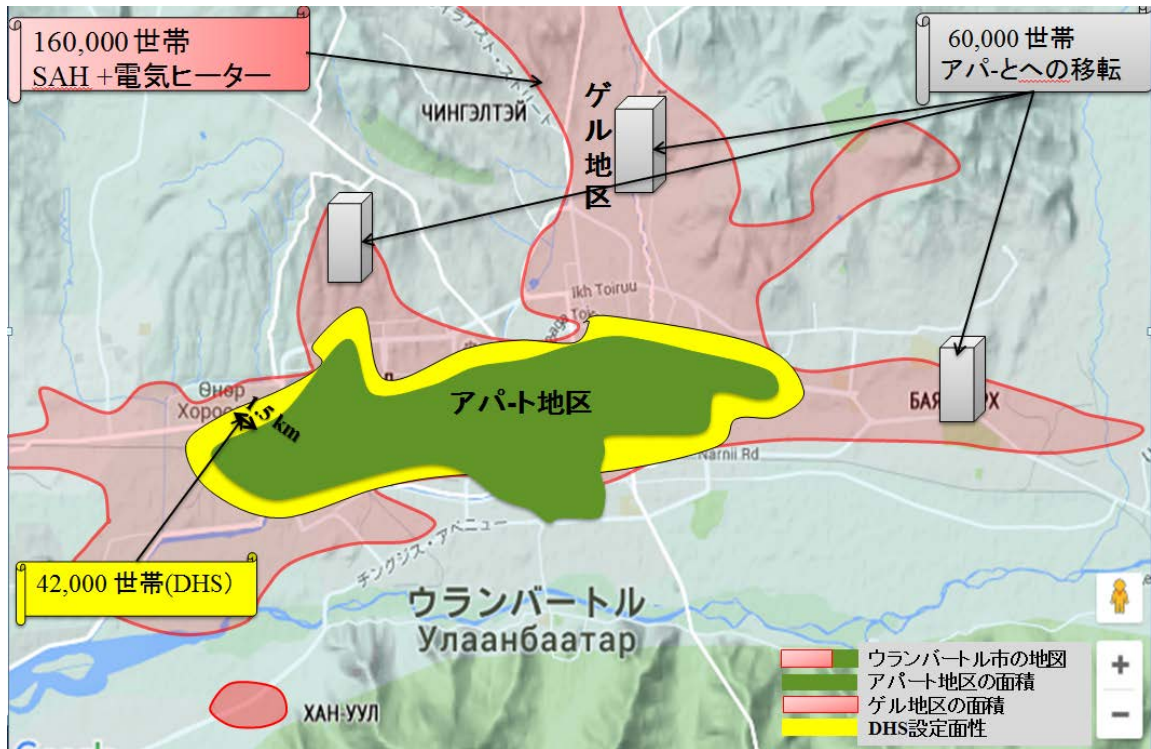 160,000 世帯
SAH +電気ヒーター
60,000 世帯
アパ-とへの移転
ЧИНГЭЛТЭЙ
ゲル地区
Ikh Toiruu
Өнөр
Хороо
1.5 km
アパート地区
Narnii Rd
チングジス・アベニュー
42,000 世帯(DHS）
ウランバートル
Улаанбаатар
ХАН-УУЛ
ウランバートル市の地図
アパート地区の面積
ゲル地区の面積
DHS設定面性
+
−